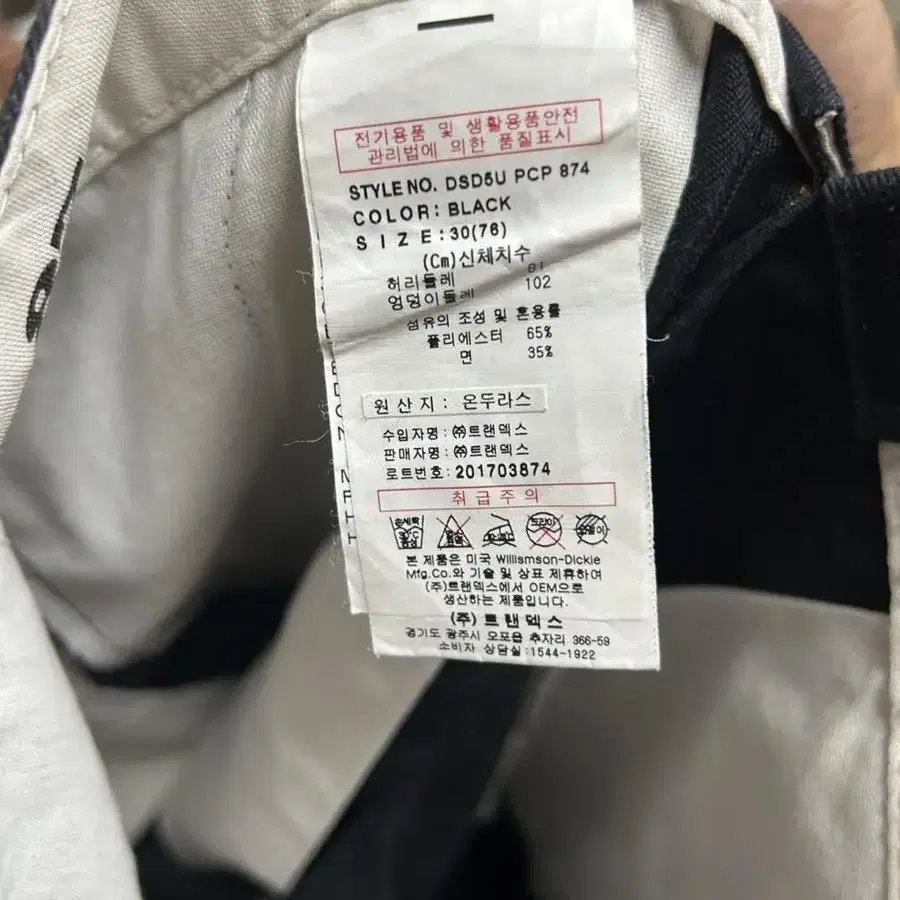 전기용품 및 생활용품안전
관리법에 의한 품질표시
STYLE NO. DSD5U PCP 874
COLOR: BLACK
SIZE:30(76)
(Cm)신체치수
허리둘레 81
엉덩이둘레 102
섬유의 조성 및 혼용률
폴리에스터 65%
면 35%
원산지: 온두라스
수입자명: ㈜트랜덱스
판매자명: ㈜트랜덱스
로트번호: 201703874
취급주의
본 제품은 미국 Willismson-Dickie
Mfg.Co.와 기술 및 상표 제휴하여
(주)트랜덱스에서 OEM으로
생산하는 제품입니다.
(주) 트랜덱스
경기도 광주시 오포읍 추자리 366-59
소비자 상담실:1544-1922